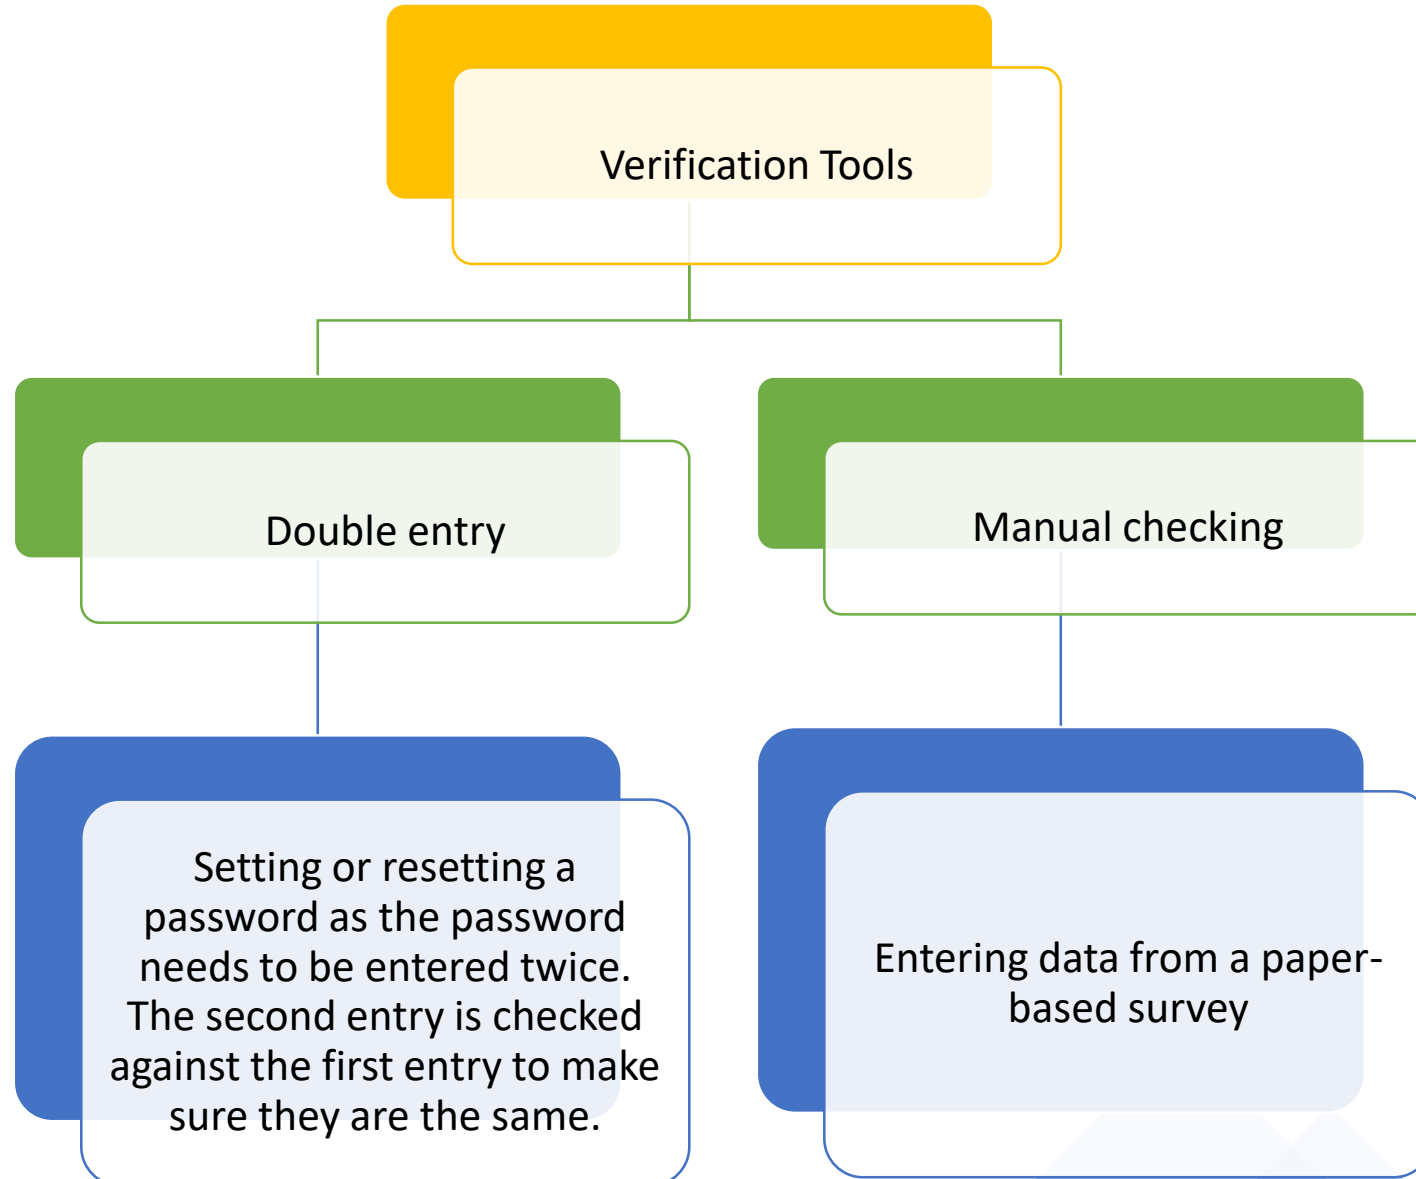 Verification Tools
Double entry
Manual checking
Setting or resetting a
password as the password
needs to be entered twice.
The second entry is checked
against the first entry to make
sure they are the same.
Entering data from a paper-
based survey